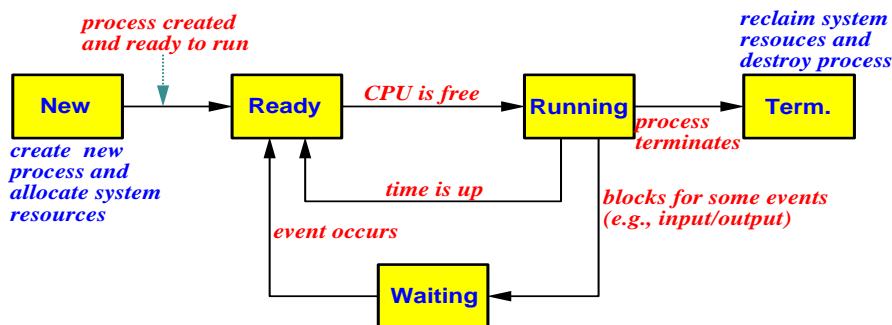 process created
and ready to run
reclaim system
resouces and
destroy process
New
Ready
CPU is free
Running
Term.
process
terminates
create new
process and
allocate system
resources
time is up
blocks for some events
(e.g., input/output)
event occurs
Waiting